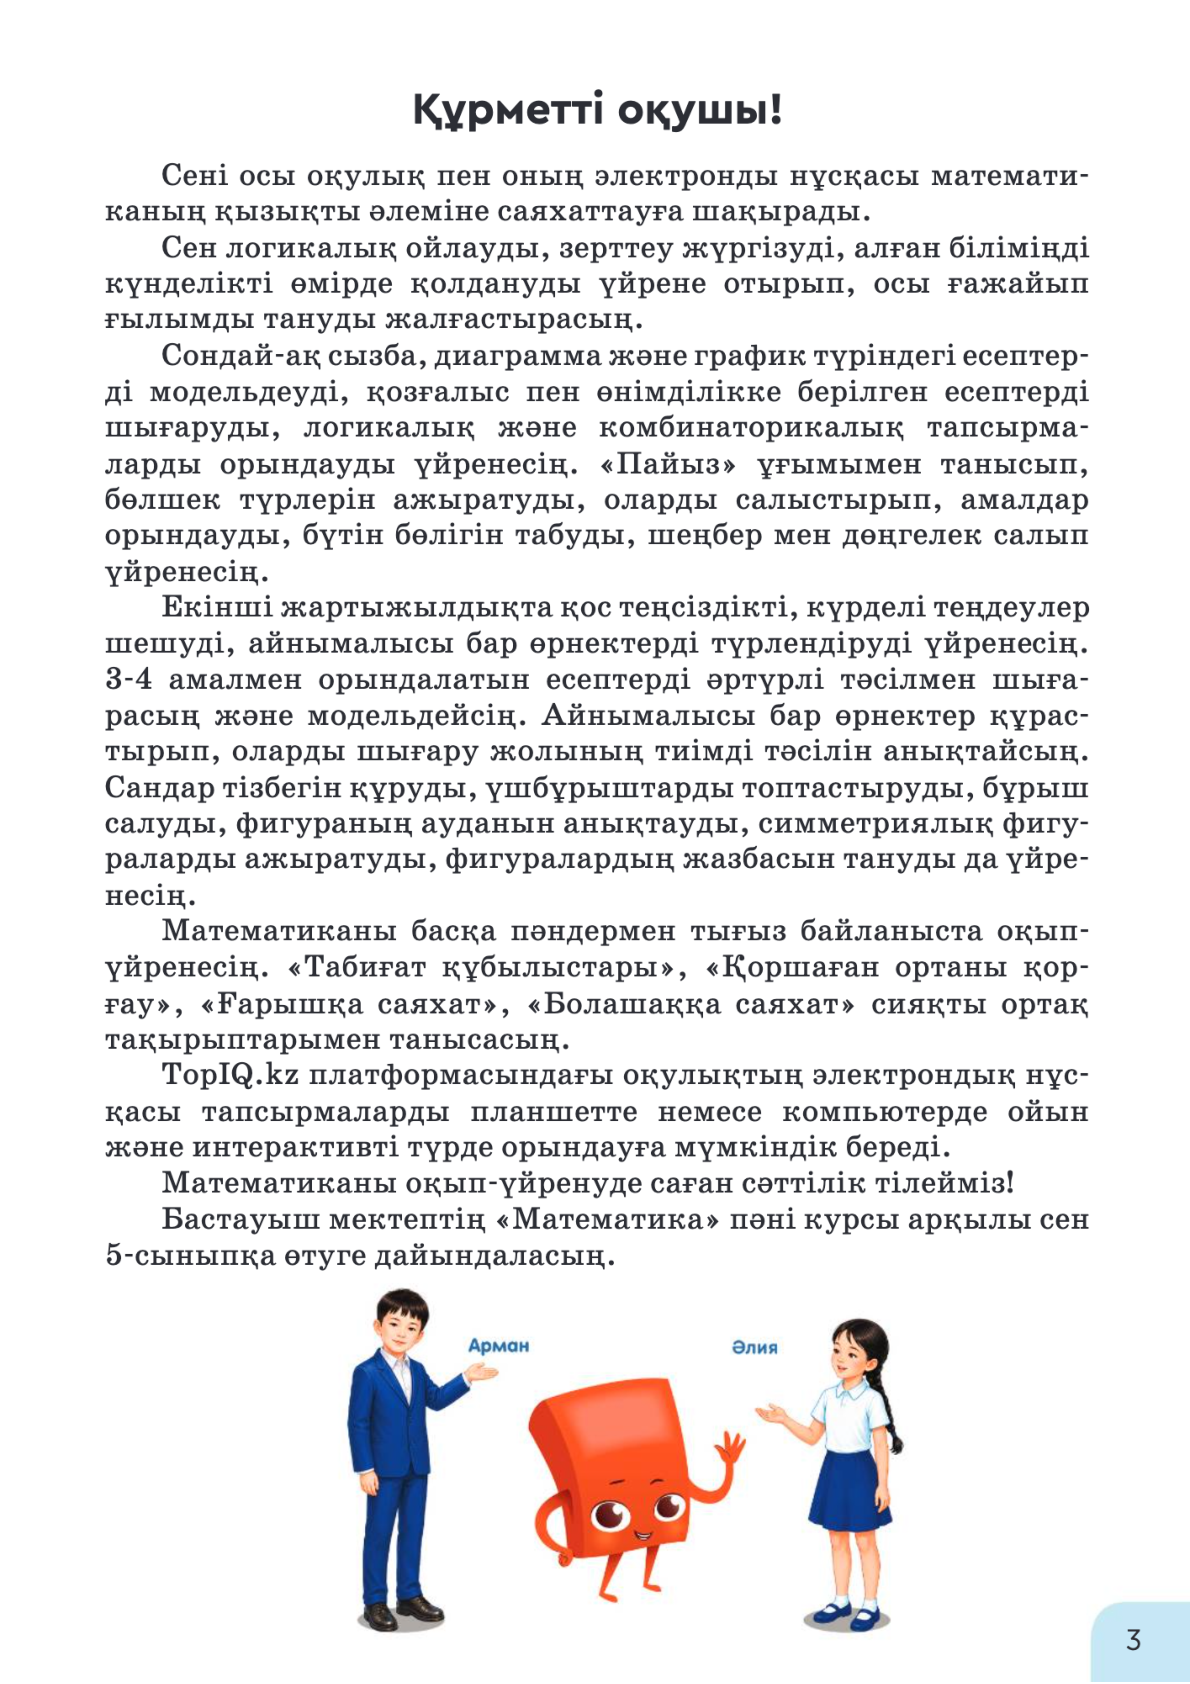 Құрметті оқушы!
Сені осы оқулық пен оның электронды нұсқасы математи-
каның қызықты әлеміне саяхаттауға шақырады.
Сен логикалық ойлауды, зерттеу жүргізуді, алған біліміңді
күнделікті өмірде қолдануды үйрене отырып, осы ғажайып
ғылымды тануды жалғастырасың.
Сондай-ақ сызба, диаграмма және график түріндегі есептер-
ді модельдеуді, қозғалыс пен өнімділікке берілген есептерді
шығаруды, логикалық және комбинаторикалық тапсырма-
ларды орындауды үйренесің. «Пайыз» ұғымымен танысып,
бөлшек түрлерін ажыратуды, оларды салыстырып, амалдар
орындауды, бүтін бөлігін табуды, шеңбер мен дөңгелек салып
үйренесің.
Екінші жартыжылдықта қос теңсіздікті, күрделі теңдеулер
шешуді, айнымалысы бар өрнектерді түрлендіруді үйренесің.
3-4 амалмен орындалатын есептерді әртүрлі тәсілмен шыға-
расың және модельдейсің. Айнымалысы бар өрнектер құрас-
тырып, оларды шығару жолының тиімді тәсілін анықтайсың.
Сандар тізбегін құруды, үшбұрыштарды топтастыруды, бұрыш
салуды, фигураның ауданын анықтауды, симметриялық фигу-
раларды ажыратуды, фигуралардың жазбасын тануды да үйре-
несің.
Математиканы басқа пәндермен тығыз байланыста оқып-
үйренесің. «Табиғат құбылыстары», «Қоршаған ортаны қор-
ғау», «Ғарышқа саяхат», «Болашаққа саяхат» сияқты ортақ
тақырыптарымен танысасың.
TopIQ.kz платформасындағы оқулықтың электрондық нұс-
қасы тапсырмаларды планшетте немесе компьютерде ойын
және интерактивті түрде орындауға мүмкіндік береді.
Математиканы оқып-үйренуде саған сәттілік тілейміз!
Бастауыш мектептің «Математика» пәні курсы арқылы сен
5-сыныпқа өтуге дайындаласың.
Арман
Әлия
3